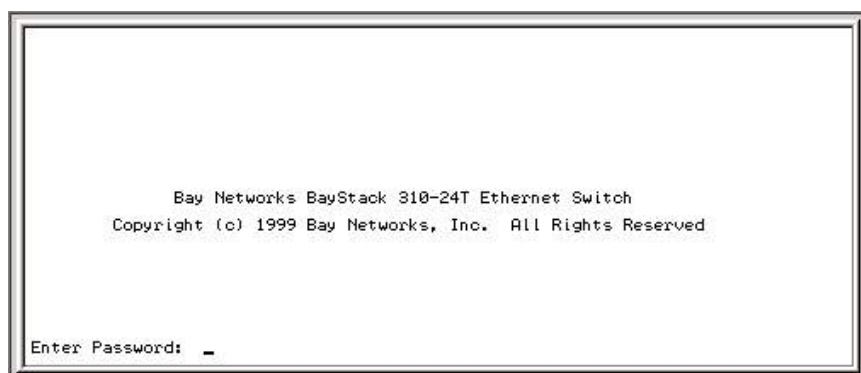 Bay Networks BayStack 310-24T Ethernet Switch
Copyright (c) 1999 Bay Networks, Inc. All Rights Reserved
Enter Password: _